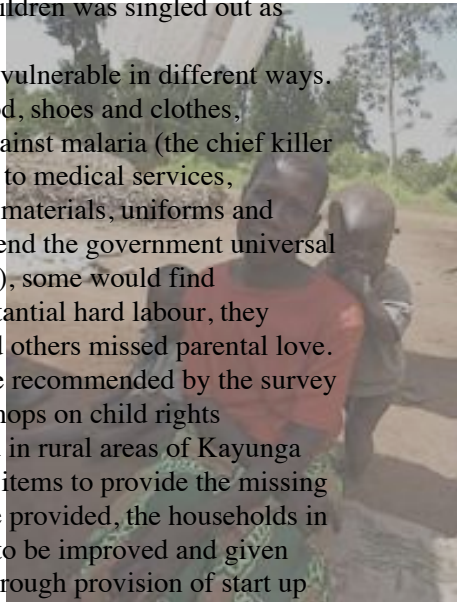 ildren was singled out as
vulnerable in different ways.
d, shoes and clothes,
ainst malaria (the chief killer
to medical services,
materials, uniforms and
end the government universal
), some would find
tantial hard labour, they
d others missed parental love.
e recommended by the survey
hops on child rights
in rural areas of Kayunga
items to provide the missing
e provided, the households in
to be improved and given
rough provision of start up